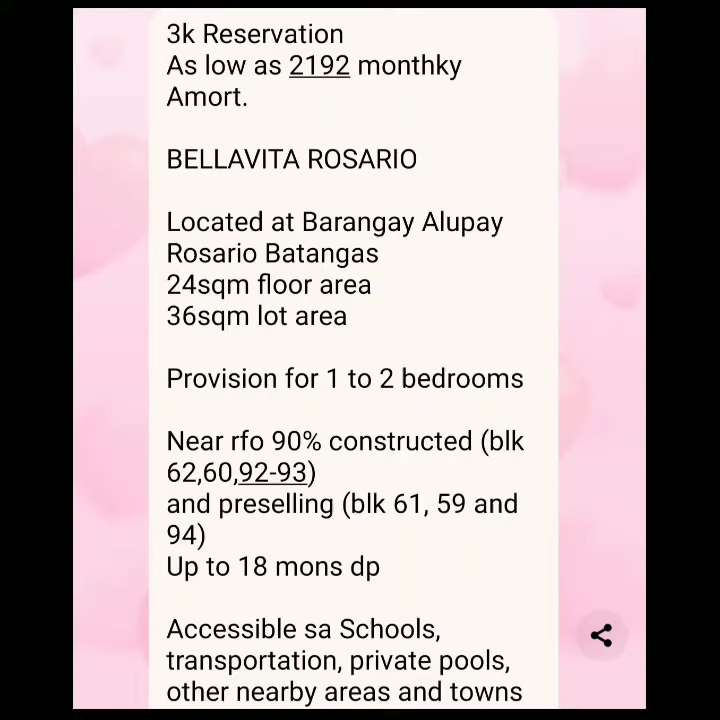 3k Reservation
As low as 2192 monthky
Amort.
BELLAVITA ROSARIO
Located at Barangay Alupay
Rosario Batangas
24sqm floor area
36sqm lot area
Provision for 1 to 2 bedrooms
Near rfo 90% constructed (blk
62,60,92-93)
and preselling (blk 61, 59 and
94)
Up to 18 mons dp
Accessible sa Schools,
transportation, private pools,
other nearby areas and towns